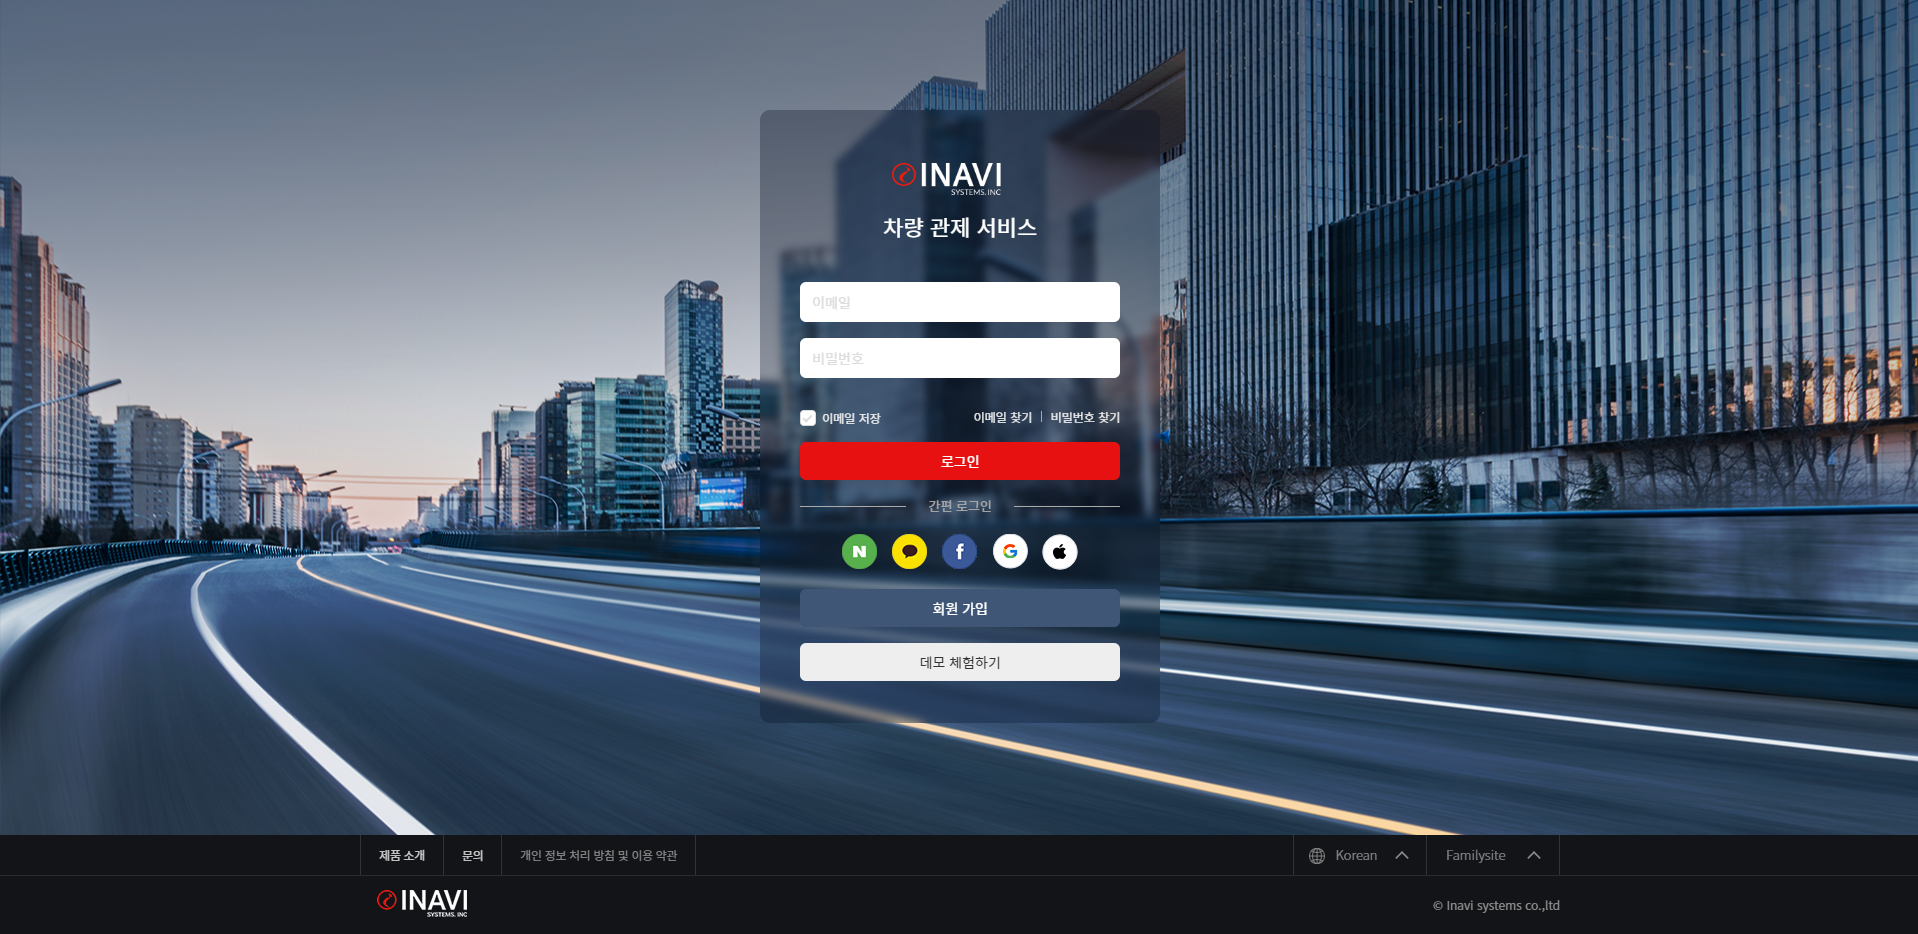 INAVI
SYSTEMS. INC
차량 관제 서비스
이메일
비밀번호
이메일 저장
이메일 찾기
비밀번호 찾기
로그인
간편 로그인
N
f
G
회원 가입
데모 체험하기
제품 소개
문의
개인 정보 처리 방침 및 이용 약관
Korean
Familysite
INAVI
SYSTEMS. INC
© Inavi systems co.,ltd